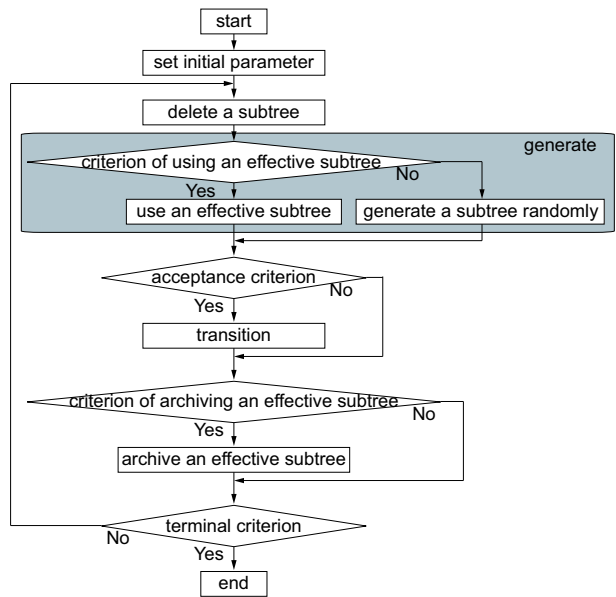 start
set initial parameter
delete a subtree
generate
criterion of using an effective subtree
Yes
No
use an effective subtree
generate a subtree randomly
acceptance criterion
Yes
No
transition
criterion of archiving an effective subtree
Yes
No
archive an effective subtree
terminal criterion
No
Yes
end